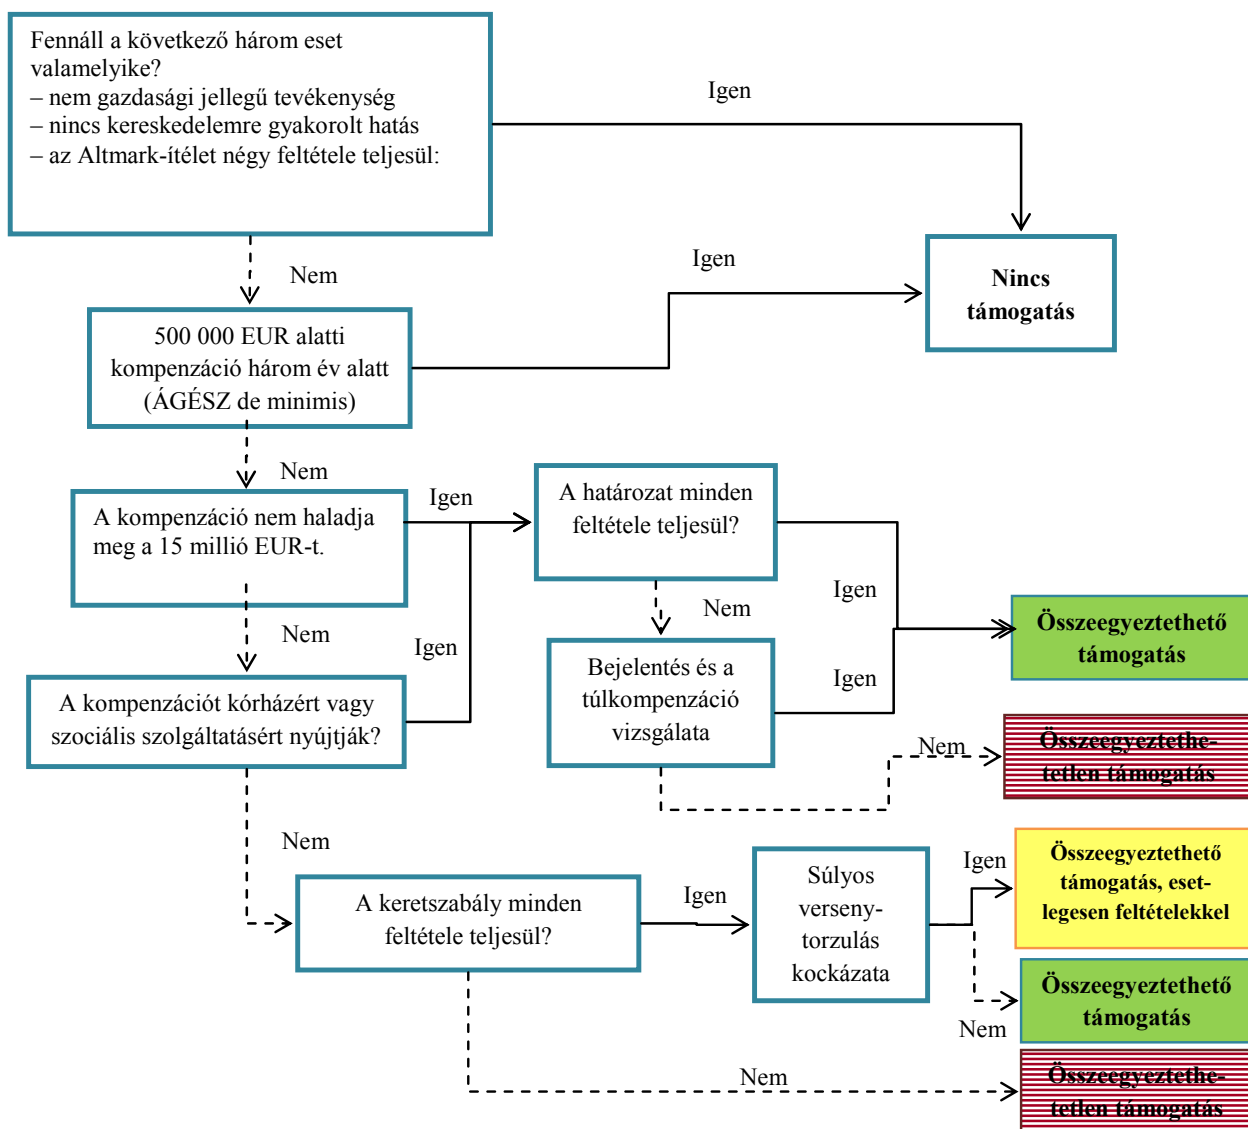 Fennáll a következő három eset
valamelyike?
– nem gazdasági jellegű tevékenység
– nincs kereskedelemre gyakorolt hatás
– az Altmark-ítélet négy feltétele teljesül:
Igen
Nem
Igen
Nincs
támogatás
500 000 EUR alatti
kompenzáció három év alatt
(ÁGÉSZ de minimis)
Nem
A kompenzáció nem haladja
meg a 15 millió EUR-t.
Igen
A határozat minden
feltétele teljesül?
Igen
Nem
Nem
Igen
Összeegyeztethető
támogatás
A kompenzációt kórházért vagy
szociális szolgáltatásért nyújtják?
Bejelentés és a
túlkompenzáció
vizsgálata
Igen
Nem
Összeegyeztethe-
tetlen támogatás
Nem
A keretszabály minden
feltétele teljesül?
Igen
Súlyos
verseny-
torzulás
kockázata
Igen
Összeegyeztethető
támogatás, eset-
legesen feltételekkel
Nem
Összeegyeztethető
támogatás
Nem
Összeegyeztethe-
tetlen támogatás